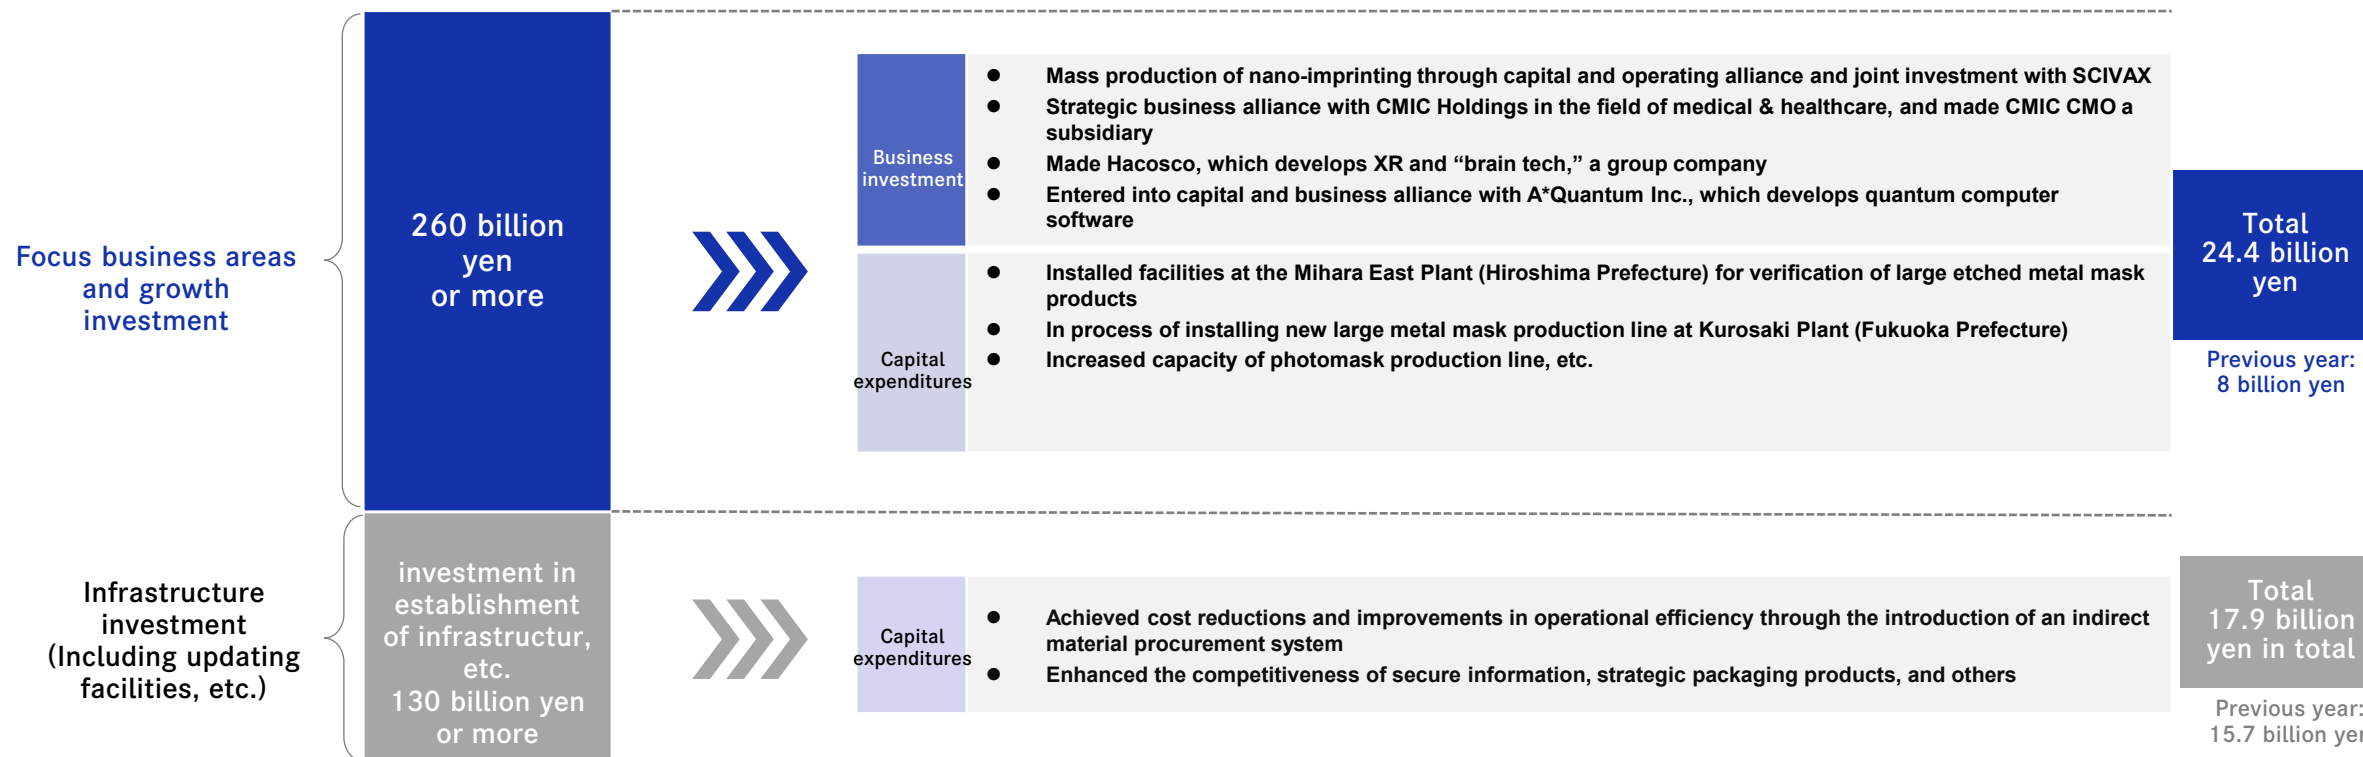 Focus business areas
and growth
investment
260 billion
yen
or more
Business
investment
● Mass production of nano-imprinting through capital and operating alliance and joint investment with SCIVAX
● Strategic business alliance with CMIC Holdings in the field of medical & healthcare, and made CMIC CMO a
subsidiary
● Made Hacosco, which develops XR and “brain tech,” a group company
● Entered into capital and business alliance with A*Quantum Inc., which develops quantum computer
software
Capital
expenditures
● Installed facilities at the Mihara East Plant (Hiroshima Prefecture) for verification of large etched metal mask
products
● In process of installing new large metal mask production line at Kurosaki Plant (Fukuoka Prefecture)
● Increased capacity of photomask production line, etc.
Total
24.4 billion
yen
Previous year:
8 billion yen
Infrastructure
investment
(Including updating
facilities, etc.)
investment in
establishment
of infrastructur,
etc.
130 billion yen
or more
Capital
expenditures
● Achieved cost reductions and improvements in operational efficiency through the introduction of an indirect
material procurement system
● Enhanced the competitiveness of secure information, strategic packaging products, and others
Total
17.9 billion
yen in total
Previous year:
15.7 billion yen